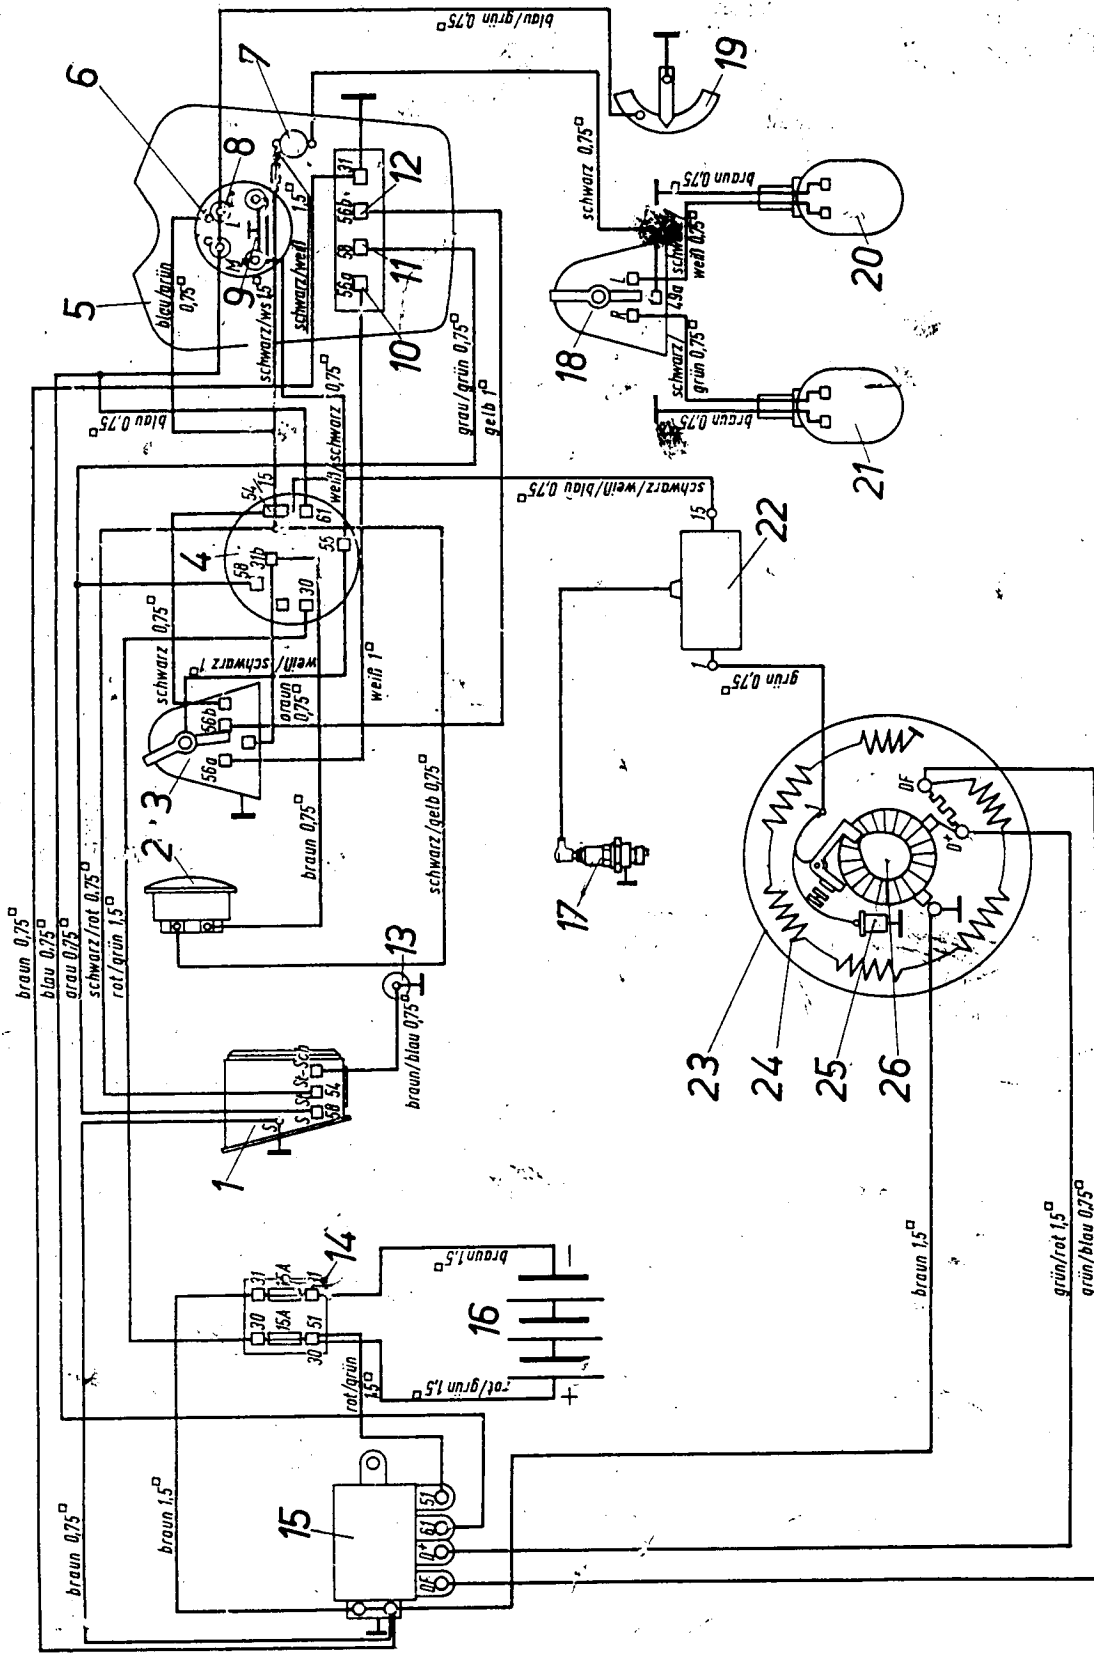 braun 0,75□
blau 0,75□
grau 0,75□
schwarz/rot 0,75□
rot/grün 1,5□
braun 0,75□
braun 1,5□
15
DF
D+
61
51
rot/grün
1,5□
rot/grün 1,5□
braun 1,5□
16
+
−
14
30
31
15A
15A
30
51
1
58
54
St-Sch
braun/blau 0,75□
13
2
3
56a
56b
schwarz 0,75□
weiß/schwarz 1□
braun
0,75□
braun 0,75□
weiß 1□
schwarz/gelb 0,75□
4
58
31b
30
54
15
61
55
blau 0,75□
weiß/schwarz 0,75□
grau/grün 0,75□
gelb 1□
schwarz/weiß/blau 0,75□
5
6
7
8
9
10
11
12
blau/grün
0,75□
schwarz/ws 1,5□
schwarz/weiß
1,5□
M
L
56a
58
56b
31
blau/grün 0,75□
schwarz 0,75□
19
18
R
L
49a
schwarz/
weiß 0,75□
schwarz/
grün 0,75□
braun 0,75□
braun 0,75□
20
21
22
15
1
grün 0,75□
17
23
24
25
26
1
DF
D+
braun 1,5□
grün/rot 1,5□
grün/blau 0,75□